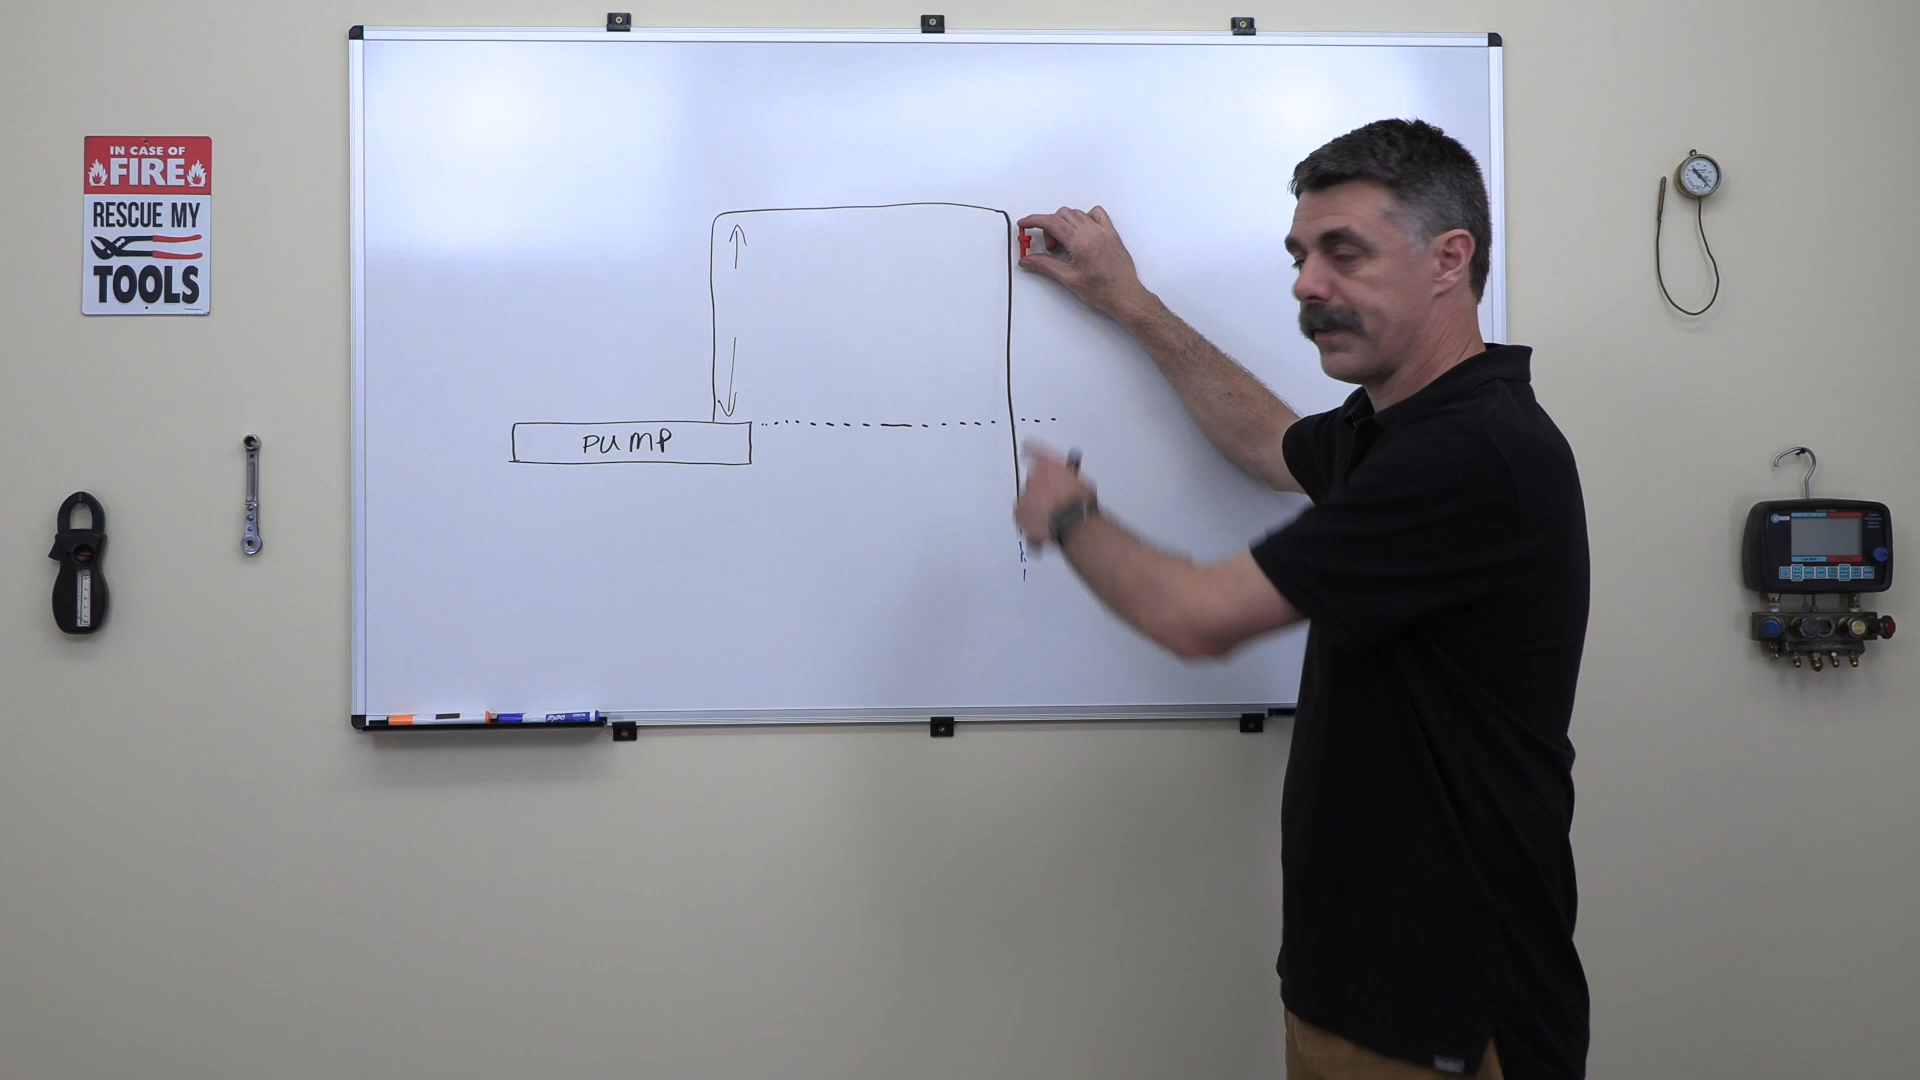 IN CASE OF
FIRE
RESCUE MY
TOOLS
PUMP
EXPO